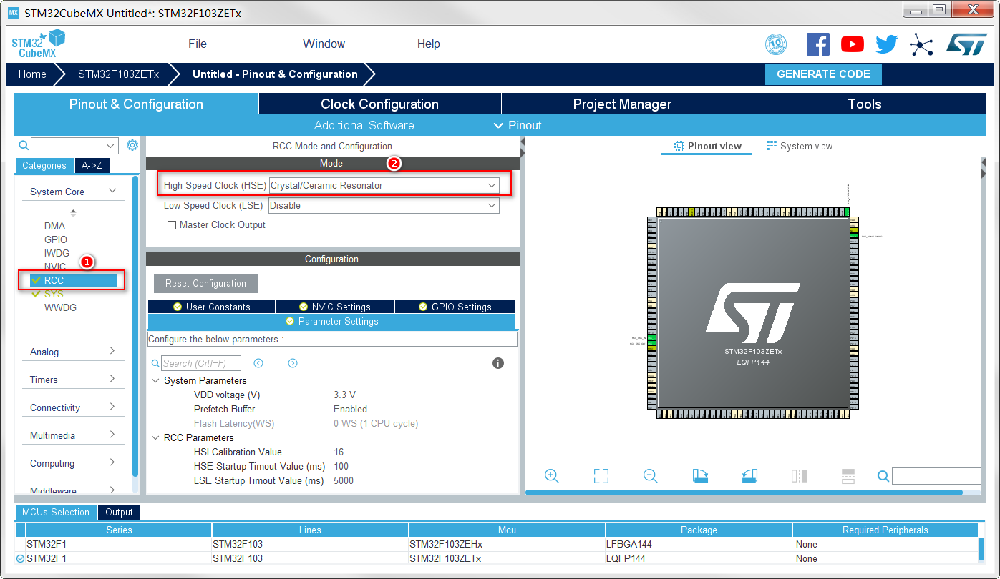 MX STM32CubeMX Untitled*: STM32F103ZETx
STM32
CubeMX
File Window Help
10
Home STM32F103ZETx Untitled - Pinout & Configuration GENERATE CODE
Pinout & Configuration Clock Configuration Project Manager Tools
Additional Software Pinout
Categories A->Z
System Core
DMA
GPIO
IWDG
NVIC
1
RCC
SYS
WWDG
Analog
Timers
Connectivity
Multimedia
Computing
Middleware
RCC Mode and Configuration
Mode
2
High Speed Clock (HSE) Crystal/Ceramic Resonator
Low Speed Clock (LSE) Disable
Master Clock Output
Configuration
Reset Configuration
User Constants NVIC Settings GPIO Settings
Parameter Settings
Configure the below parameters :
Search (Crtl+F)
System Parameters
VDD voltage (V) 3.3 V
Prefetch Buffer Enabled
Flash Latency(WS) 0 WS (1 CPU cycle)
RCC Parameters
HSI Calibration Value 16
HSE Startup Timout Value (ms) 100
LSE Startup Timout Value (ms) 5000
Pinout view System view
STM32F103ZETx
LQFP144
MCUs Selection Output
Series Lines Mcu Package Required Peripherals
STM32F1 STM32F103 STM32F103ZEHx LFBGA144 None
STM32F1 STM32F103 STM32F103ZETx LQFP144 None